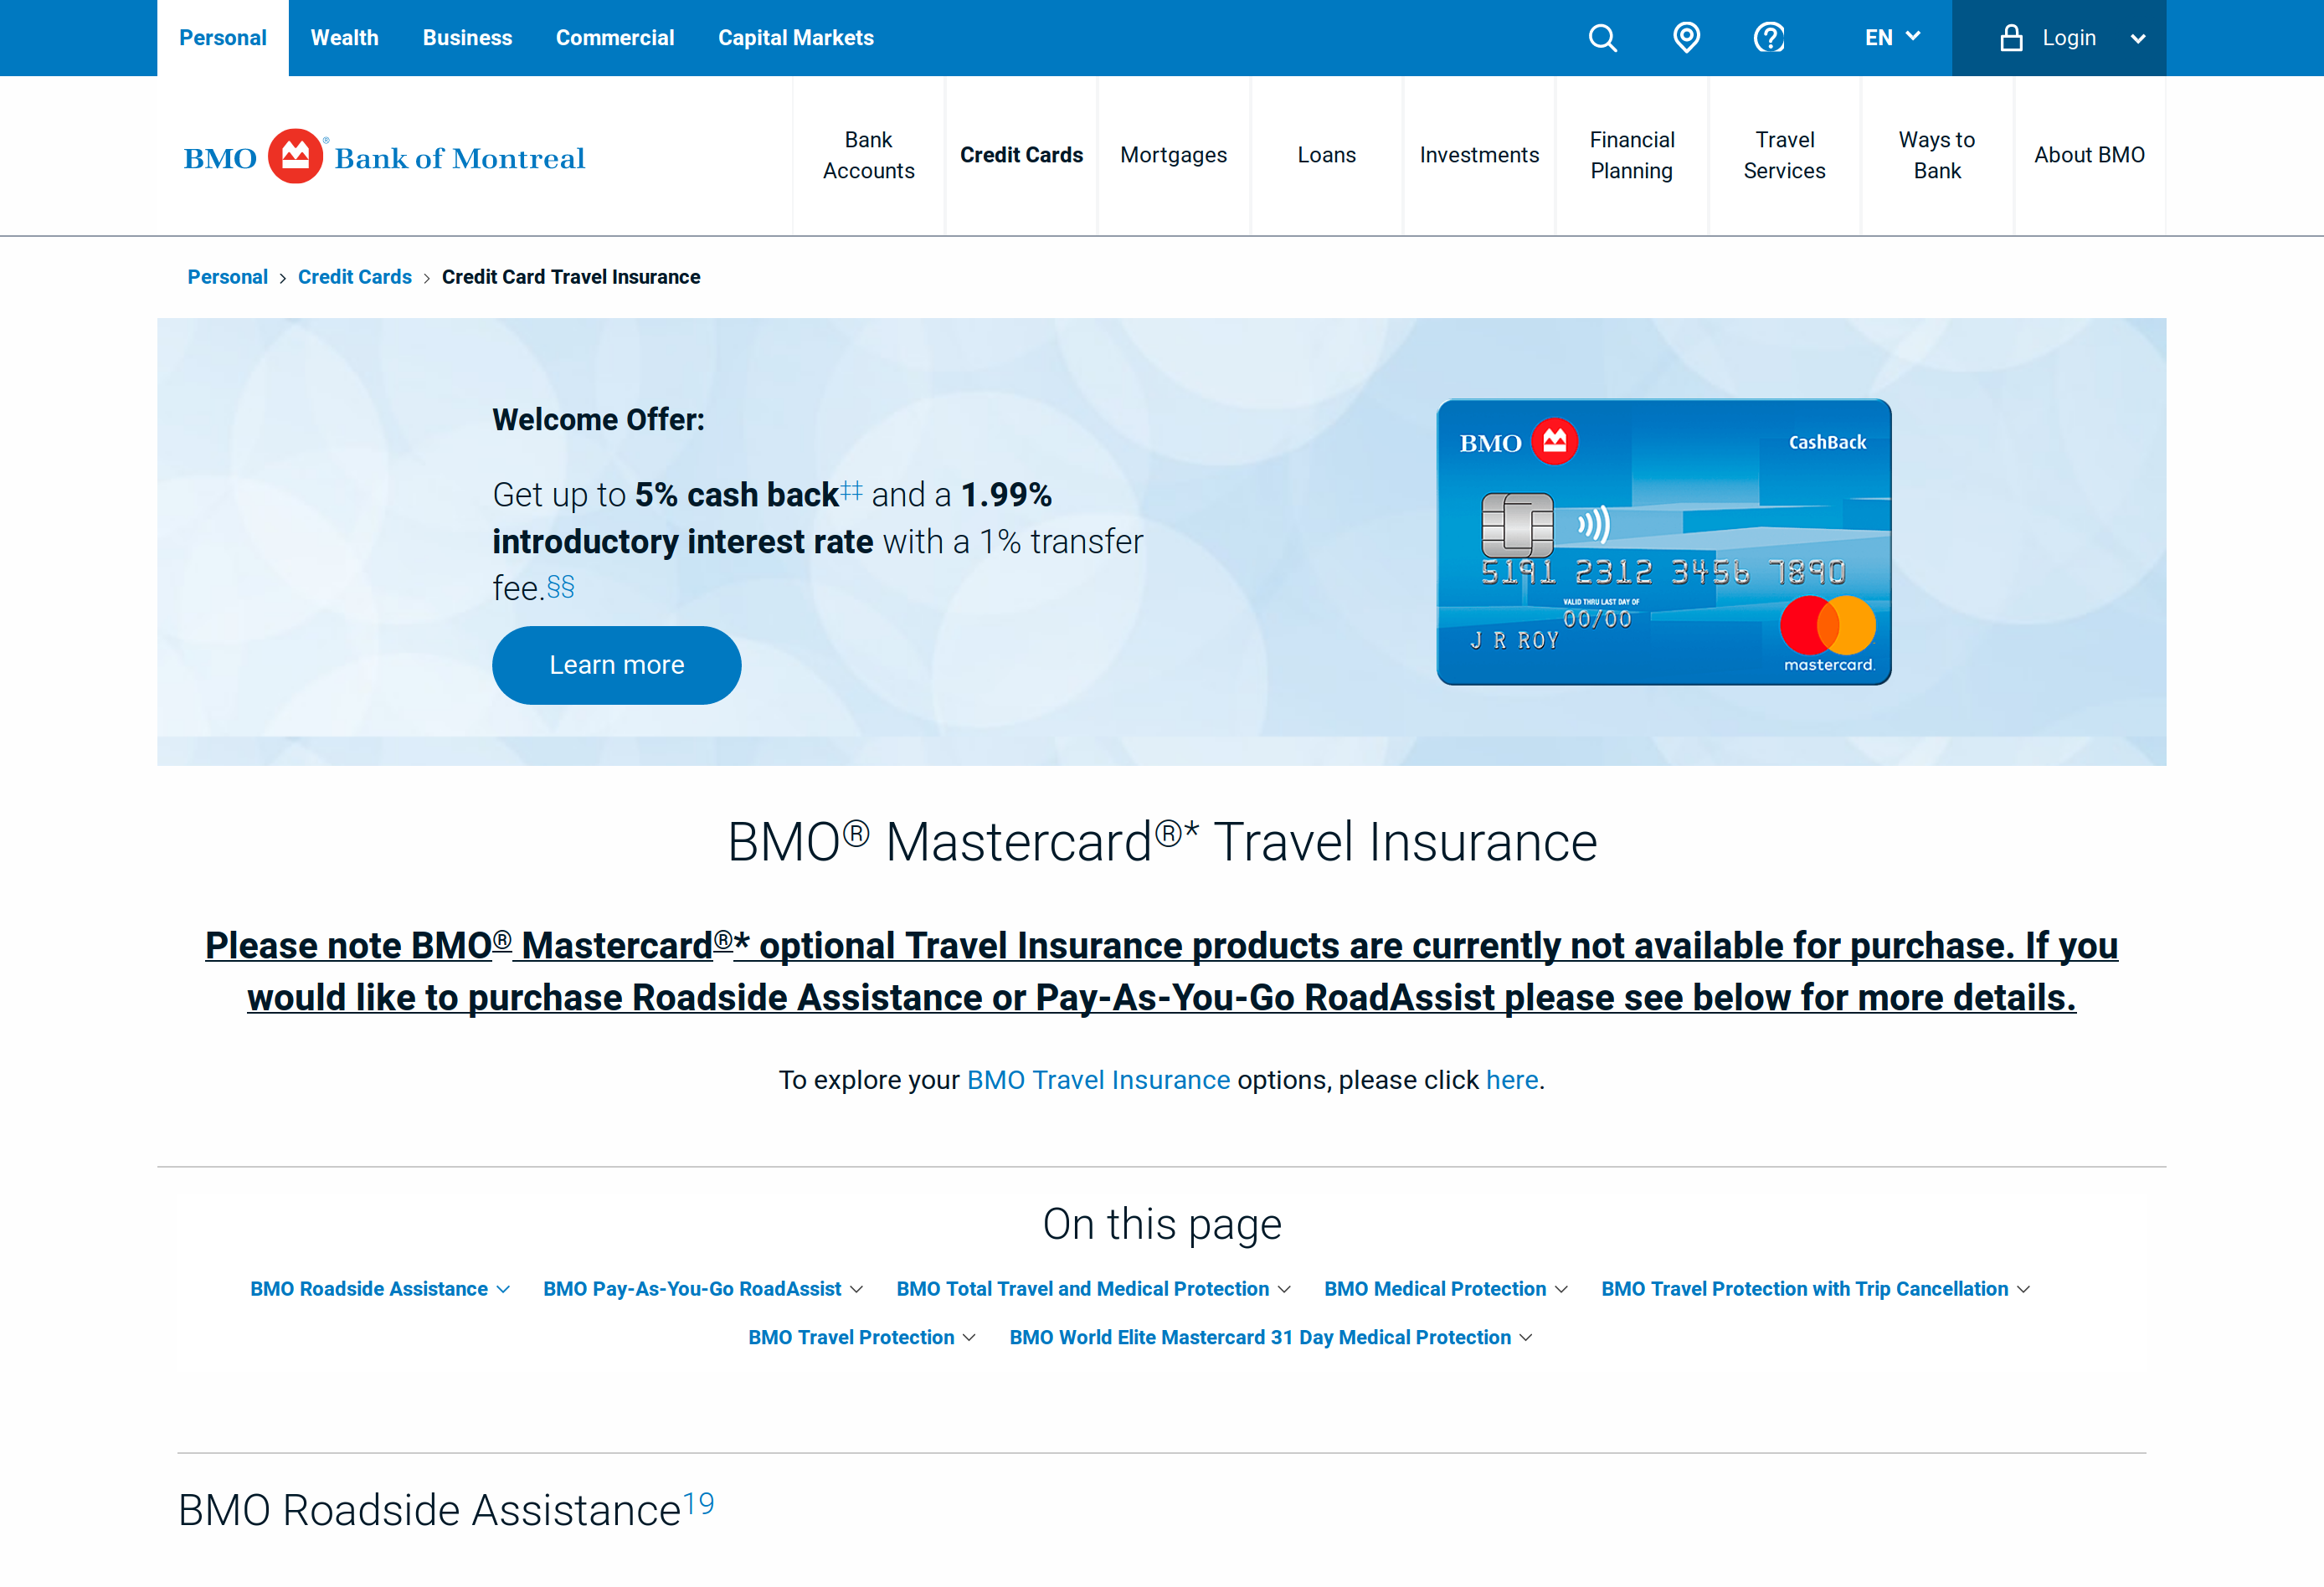 Personal Wealth Business Commercial Capital Markets EN Login
BMO ® Bank of Montreal
Bank Accounts
Credit Cards
Mortgages
Loans
Investments
Financial Planning
Travel Services
Ways to Bank
About BMO
Personal > Credit Cards > Credit Card Travel Insurance
Welcome Offer:
Get up to 5% cash back‡‡ and a 1.99%
introductory interest rate with a 1% transfer
fee.§§
Learn more
BMO CashBack
5191 2312 3456 7890
VALID THRU LAST DAY OF
00/00
J R ROY
mastercard.
BMO® Mastercard®* Travel Insurance
Please note BMO® Mastercard®* optional Travel Insurance products are currently not available for purchase. If you
would like to purchase Roadside Assistance or Pay-As-You-Go RoadAssist please see below for more details.
To explore your BMO Travel Insurance options, please click here.
On this page
BMO Roadside Assistance BMO Pay-As-You-Go RoadAssist BMO Total Travel and Medical Protection BMO Medical Protection BMO Travel Protection with Trip Cancellation
BMO Travel Protection BMO World Elite Mastercard 31 Day Medical Protection
BMO Roadside Assistance19